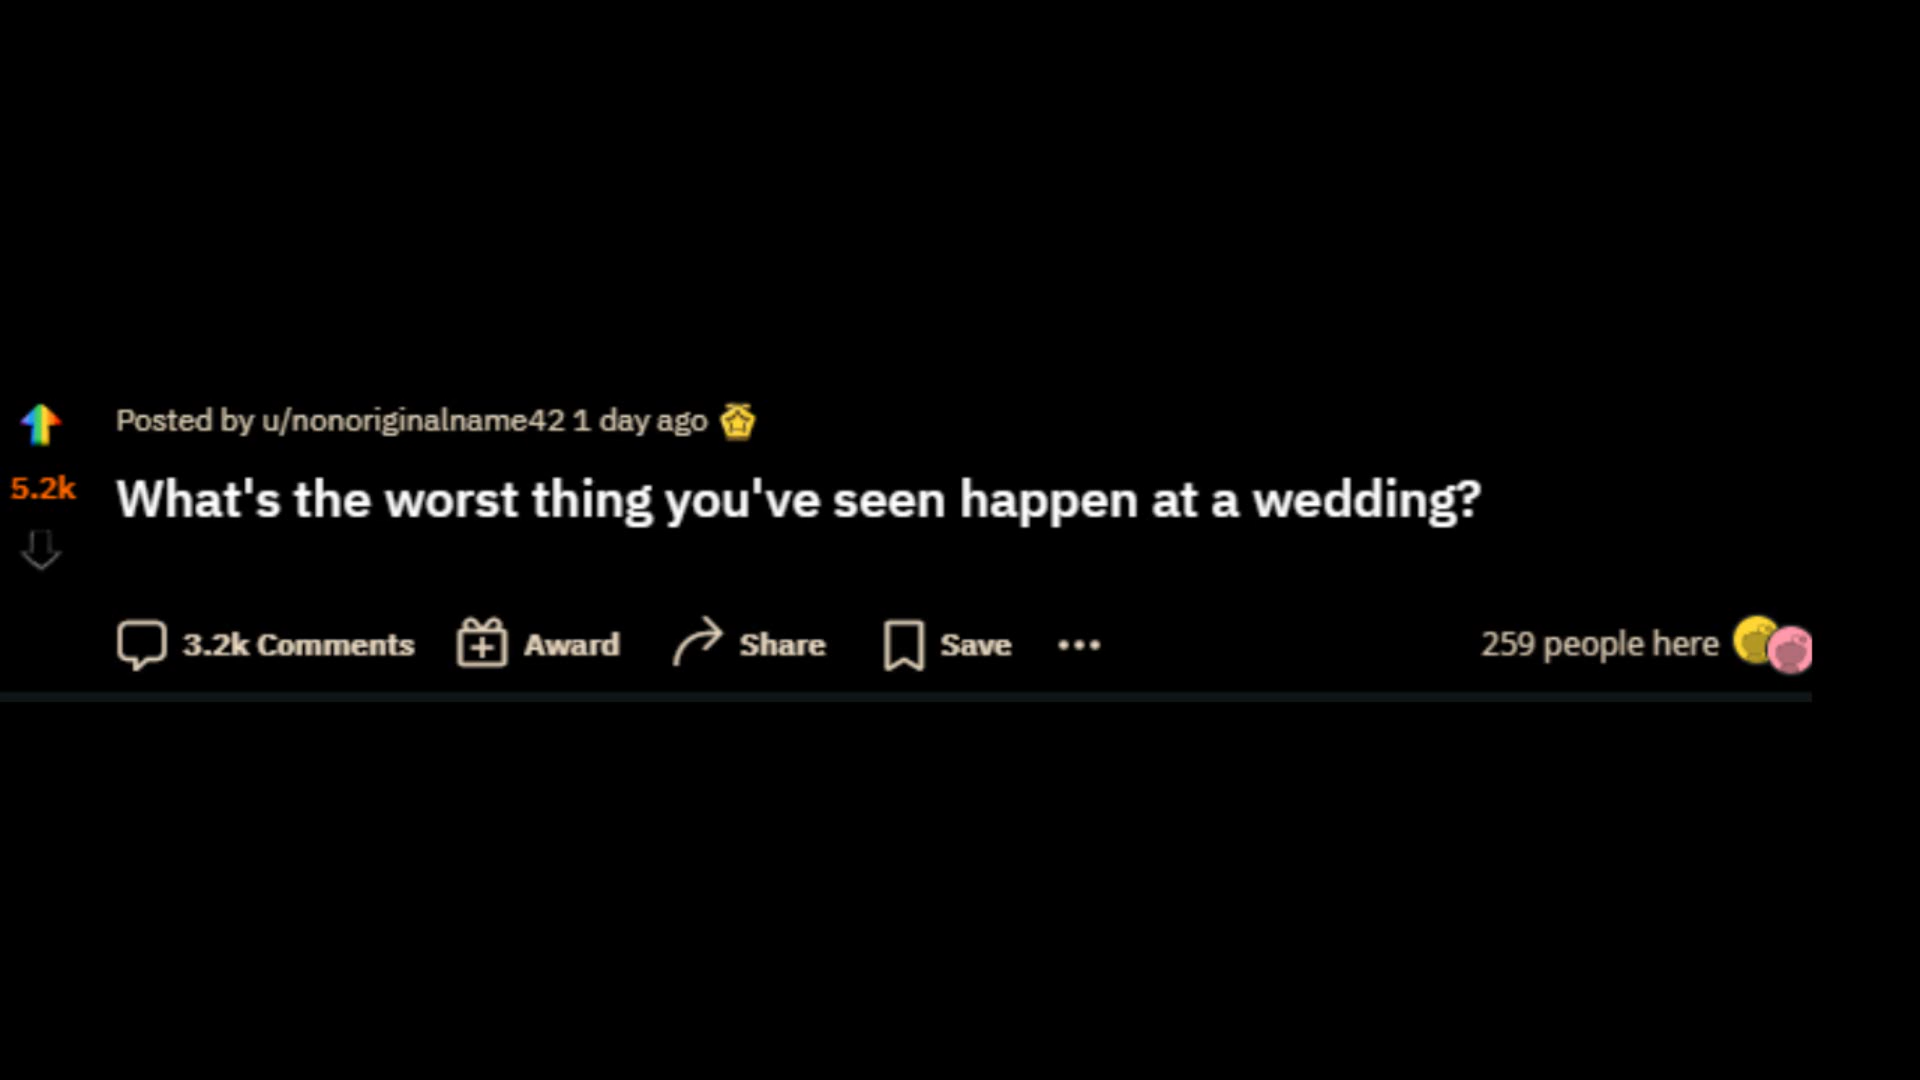 Posted by u/nonoriginalname42 1 day ago
5.2k
What's the worst thing you've seen happen at a wedding?
3.2k Comments Award Share Save ••• 259 people here